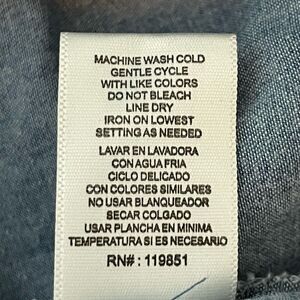 MACHINE WASH COLD
GENTLE CYCLE
WITH LIKE COLORS
DO NOT BLEACH
LINE DRY
IRON ON LOWEST
SETTING AS NEEDED
LAVAR EN LAVADORA
CON AGUA FRIA
CICLO DELICADO
CON COLORES SIMILARES
NO USAR BLANQUEADOR
SECAR COLGADO
USAR PLANCHA EN MINIMA
TEMPERATURA SI ES NECESARIO
RN# : 119851